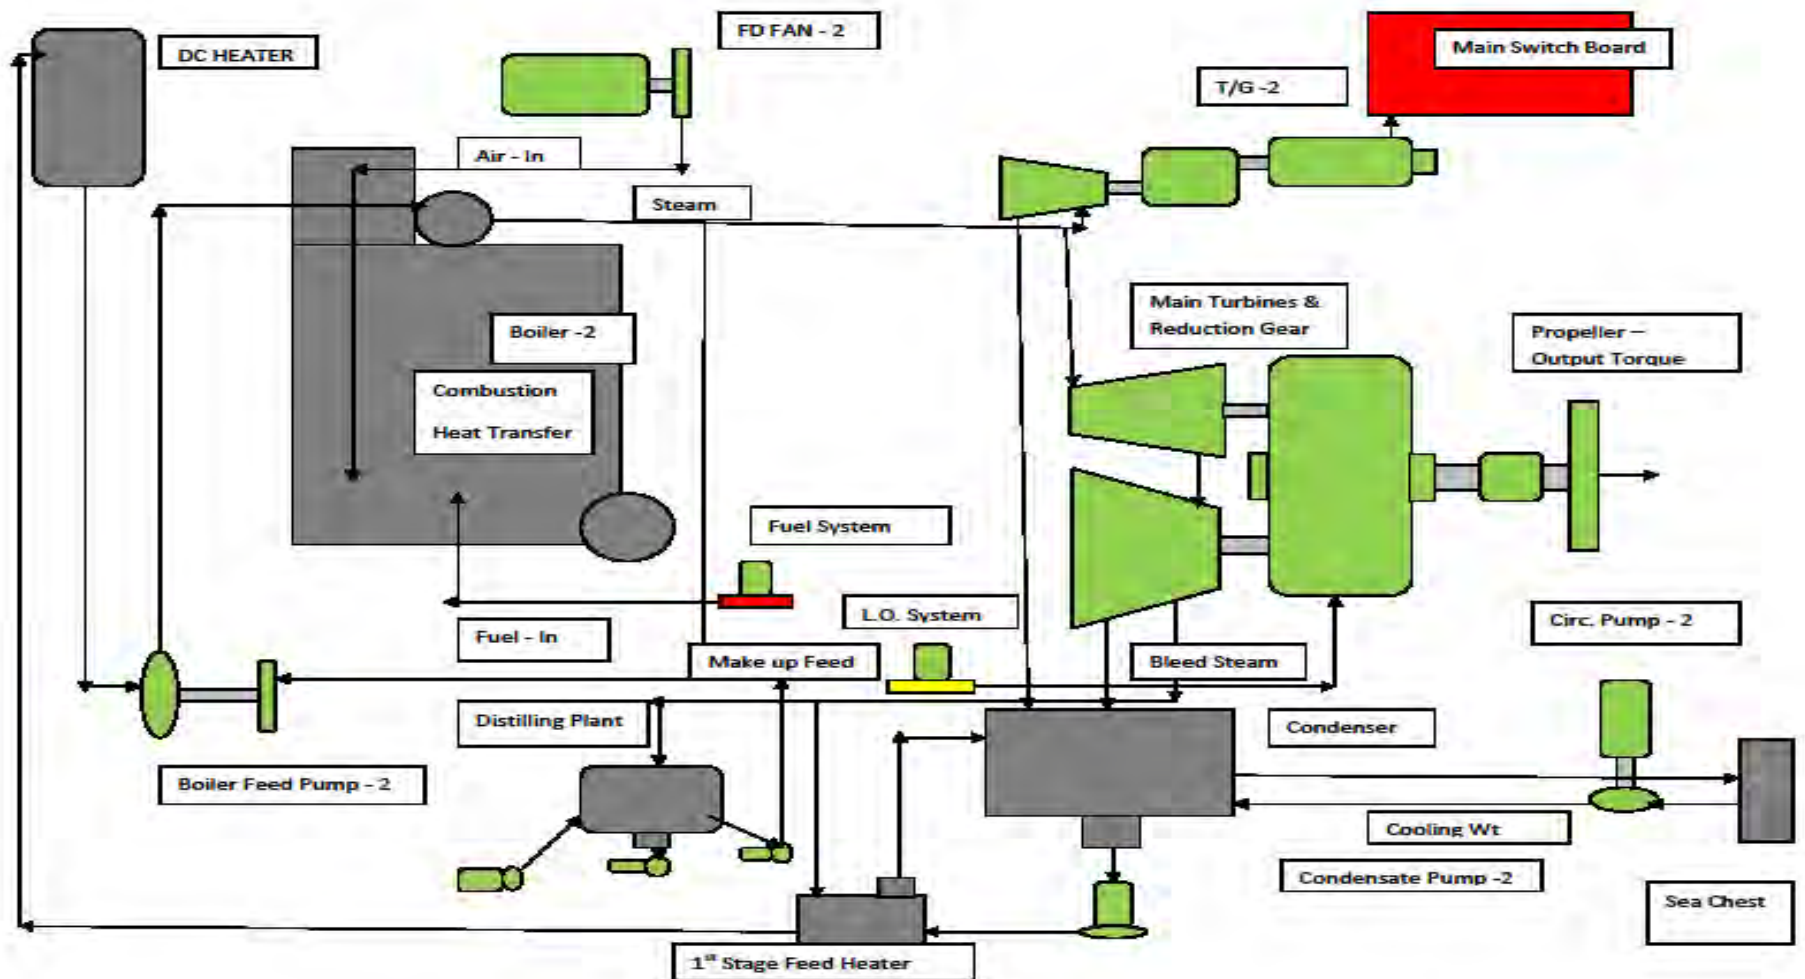 FD FAN - 2
DC HEATER
Main Switch Board
T/G -2
Air - In
Steam
Main Turbines &
Reduction Gear
Boiler -2
Propeller –
Output Torque
Combustion
Heat Transfer
Fuel System
L.O. System
Circ. Pump - 2
Fuel - In
Make up Feed
Bleed Steam
Distilling Plant
Condenser
Boiler Feed Pump - 2
Cooling Wt
Condensate Pump -2
Sea Chest
1st Stage Feed Heater